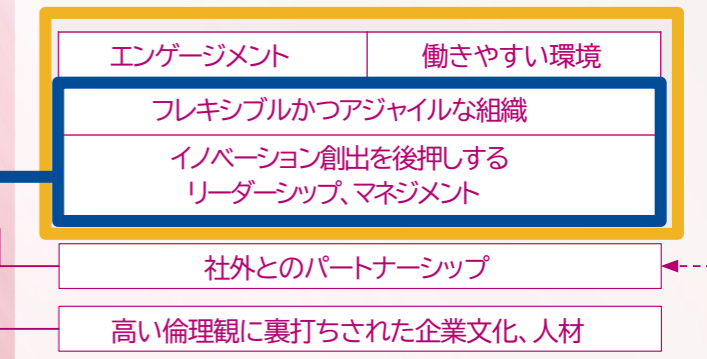 エンゲージメント
働きやすい環境
フレキシブルかつアジャイルな組織
イノベーション創出を後押しする
リーダーシップ、マネジメント
社外とのパートナーシップ
高い倫理観に裏打ちされた企業文化、人材